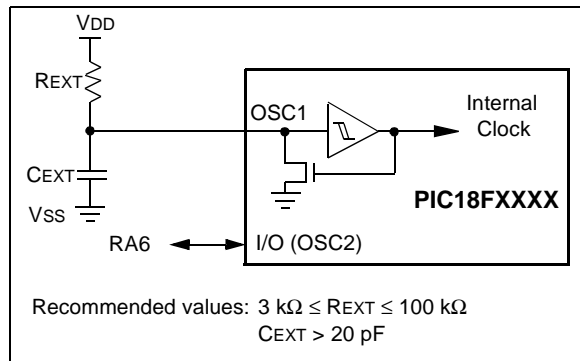 VDD
REXT
OSC1
Internal
Clock
CEXT
PIC18FXXXX
VSS
RA6
I/O (OSC2)
Recommended values: 3 kΩ ≤ REXT ≤ 100 kΩ
CEXT > 20 pF